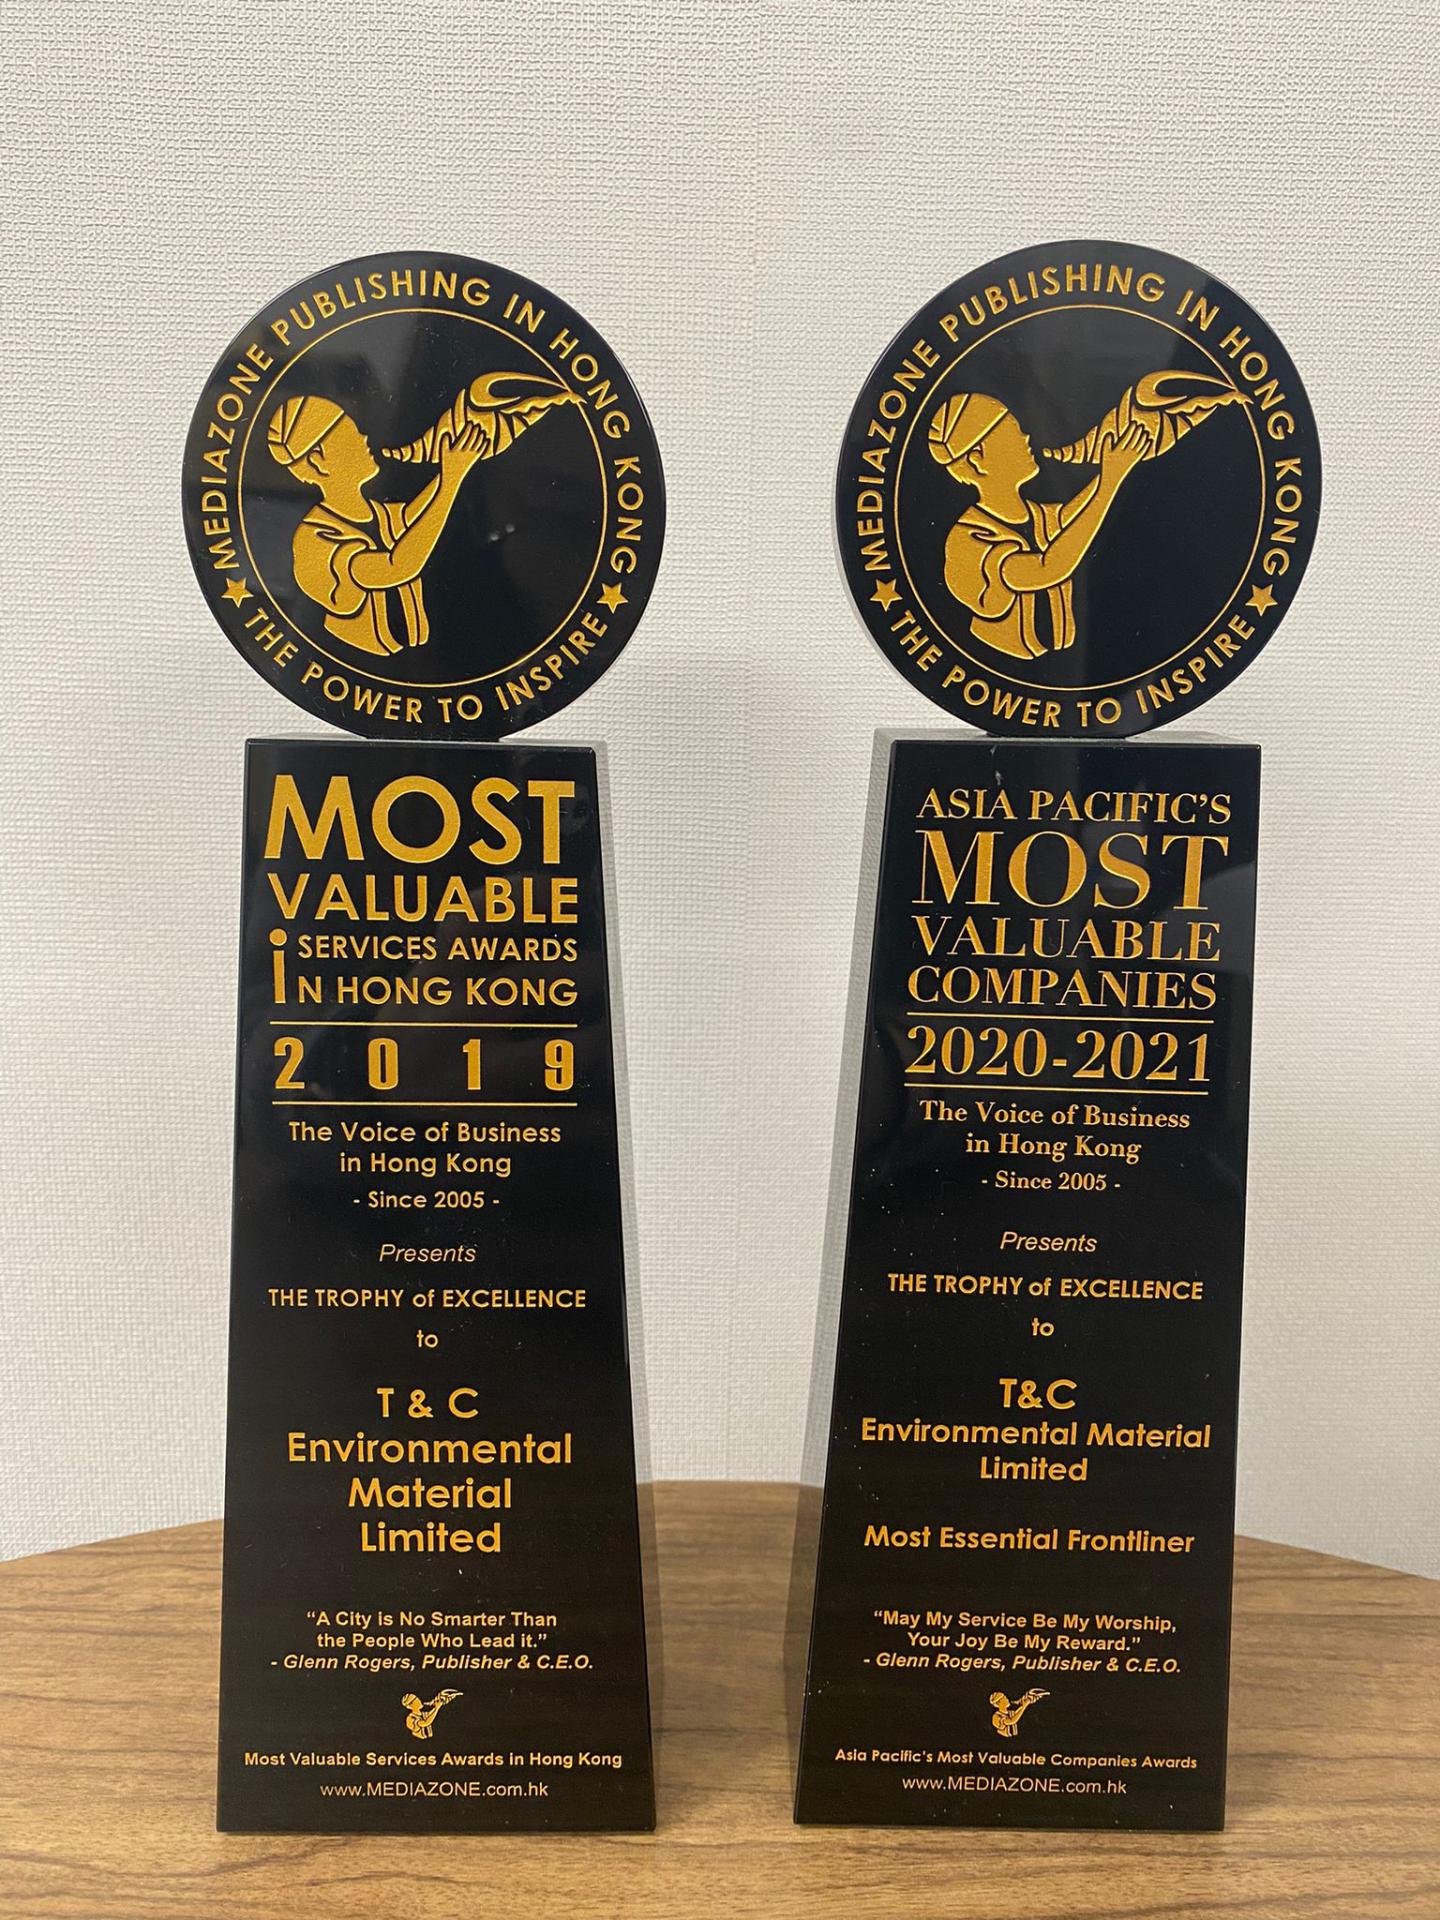 MEDIAZONE PUBLISHING IN HONG KONG
THE POWER TO INSPIRE
MOST
VALUABLE
SERVICES AWARDS
iN HONG KONG
2019
The Voice of Business
in Hong Kong
- Since 2005 -
Presents
THE TROPHY of EXCELLENCE
to
T & C
Environmental
Material
Limited
“A City is No Smarter Than
the People Who Lead it.”
- Glenn Rogers, Publisher & C.E.O.
Most Valuable Services Awards in Hong Kong
www.MEDIAZONE.com.hk
MEDIAZONE PUBLISHING IN HONG KONG
THE POWER TO INSPIRE
ASIA PACIFIC'S
MOST
VALUABLE
COMPANIES
2020-2021
The Voice of Business
in Hong Kong
- Since 2005 -
Presents
THE TROPHY of EXCELLENCE
to
T&C
Environmental Material
Limited
Most Essential Frontliner
“May My Service Be My Worship,
Your Joy Be My Reward.”
- Glenn Rogers, Publisher & C.E.O.
Asia Pacific's Most Valuable Companies Awards
www.MEDIAZONE.com.hk